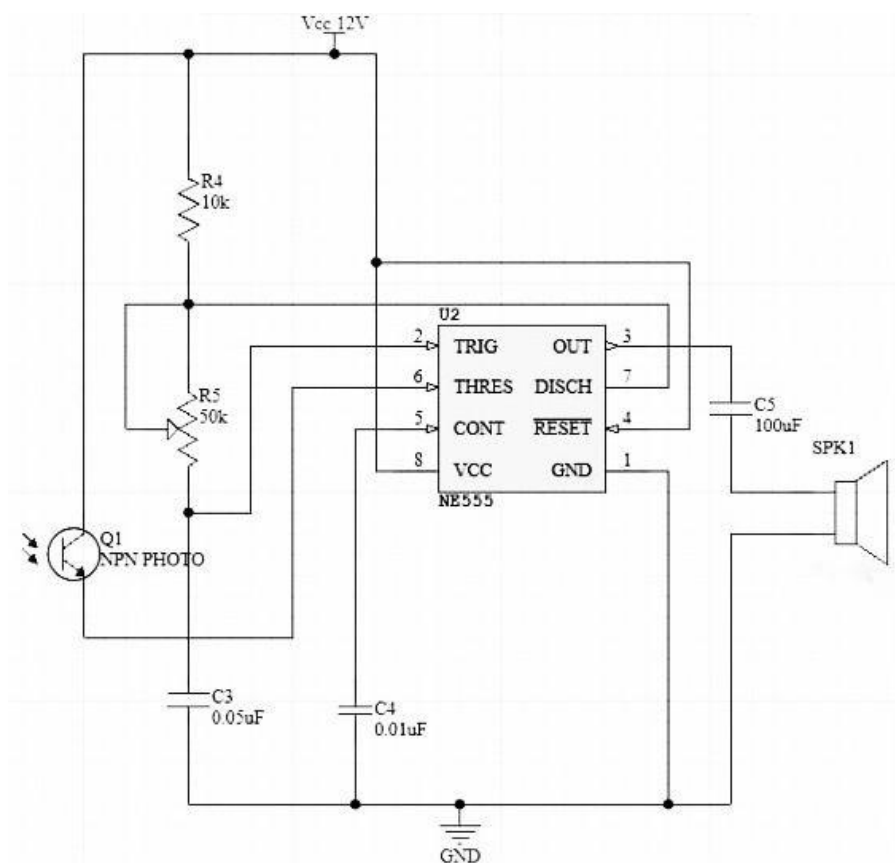 Vcc 12V
R4
10k
U2
2 TRIG OUT 3
6 THRES DISCH 7
5 CONT RESET 4
8 VCC GND 1
NE555
R5
50k
C5
100uF
SPK1
Q1
NPN PHOTO
C3
0.05uF
C4
0.01uF
GND